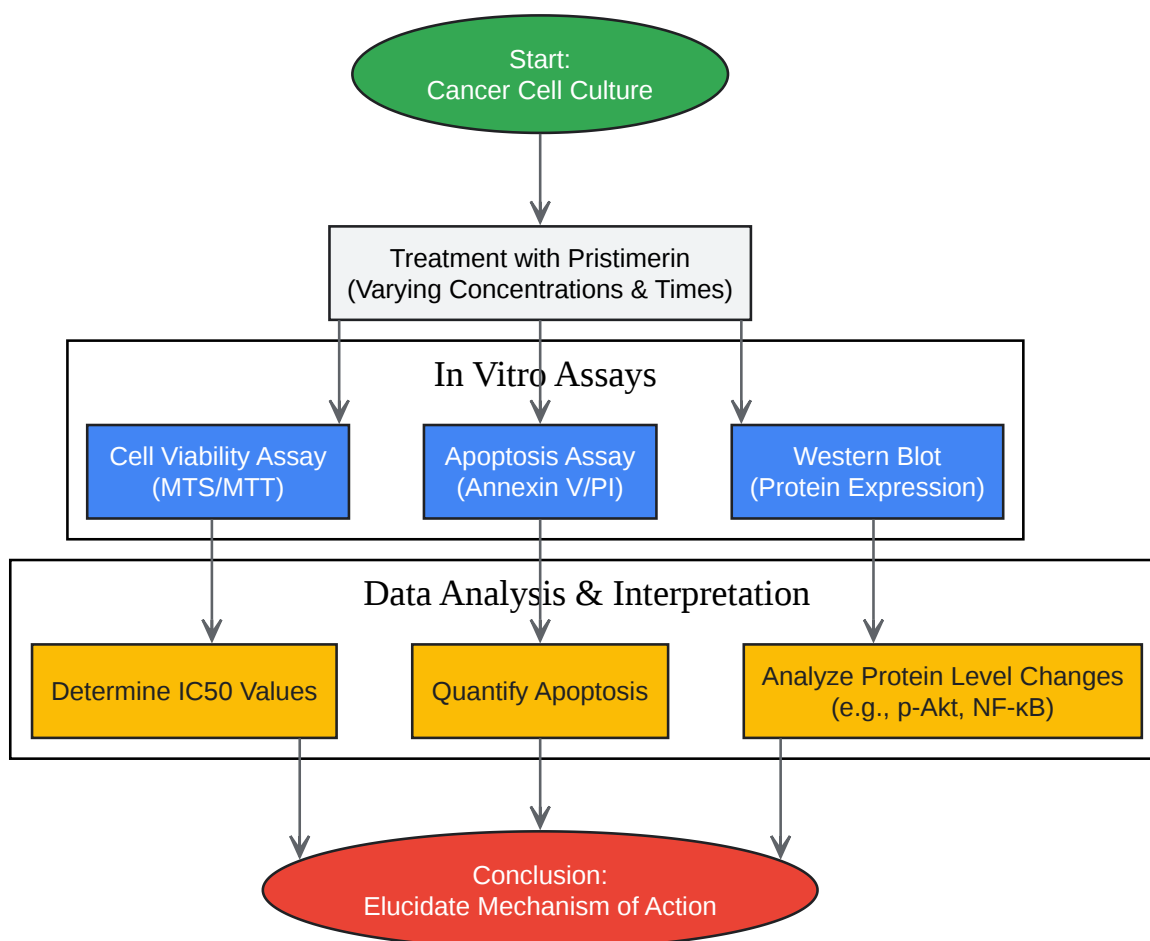 Start:
Cancer Cell Culture
Treatment with Pristimerin
(Varying Concentrations & Times)
In Vitro Assays
Cell Viability Assay
(MTS/MTT)
Apoptosis Assay
(Annexin V/PI)
Western Blot
(Protein Expression)
Data Analysis & Interpretation
Determine IC50 Values
Quantify Apoptosis
Analyze Protein Level Changes
(e.g., p-Akt, NF-κB)
Conclusion:
Elucidate Mechanism of Action